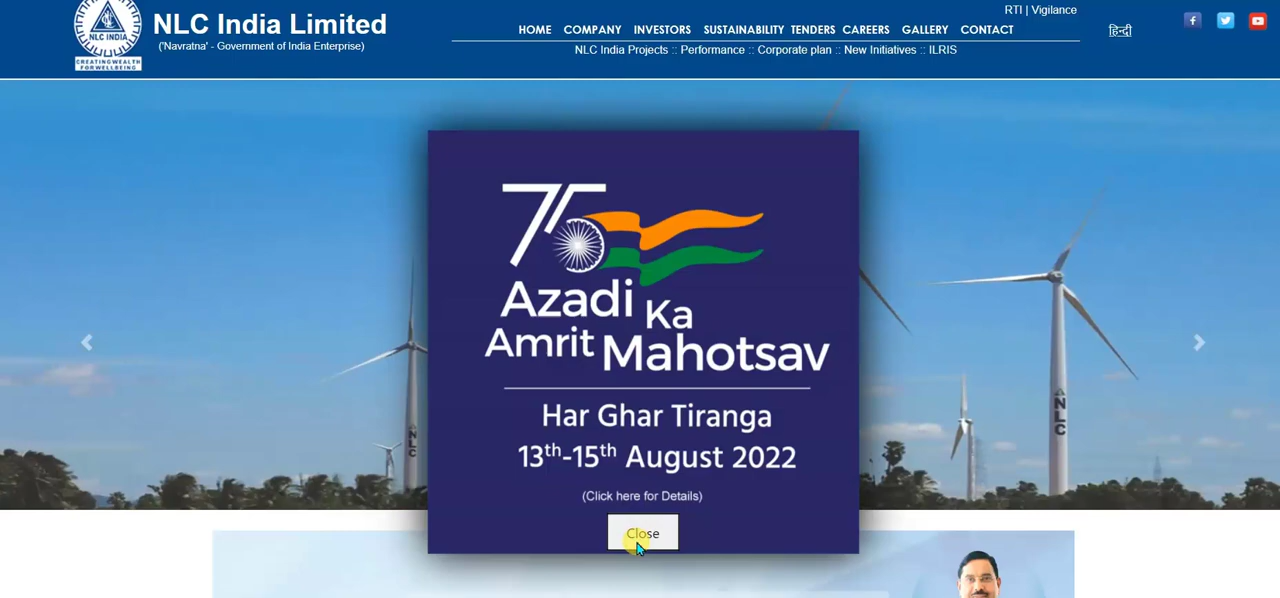 RTI | Vigilance
NLC India Limited
('Navratna' - Government of India Enterprise)
NLC INDIA
CREATING WEALTH
FOR WELLBEING
HOME COMPANY INVESTORS SUSTAINABILITY TENDERS CAREERS GALLERY CONTACT
हिन्दी
NLC India Projects :: Performance :: Corporate plan :: New Initiatives :: ILRIS
75
Azadi Ka
Amrit Mahotsav
Har Ghar Tiranga
13th-15th August 2022
(Click here for Details)
Close
NLC
NLC